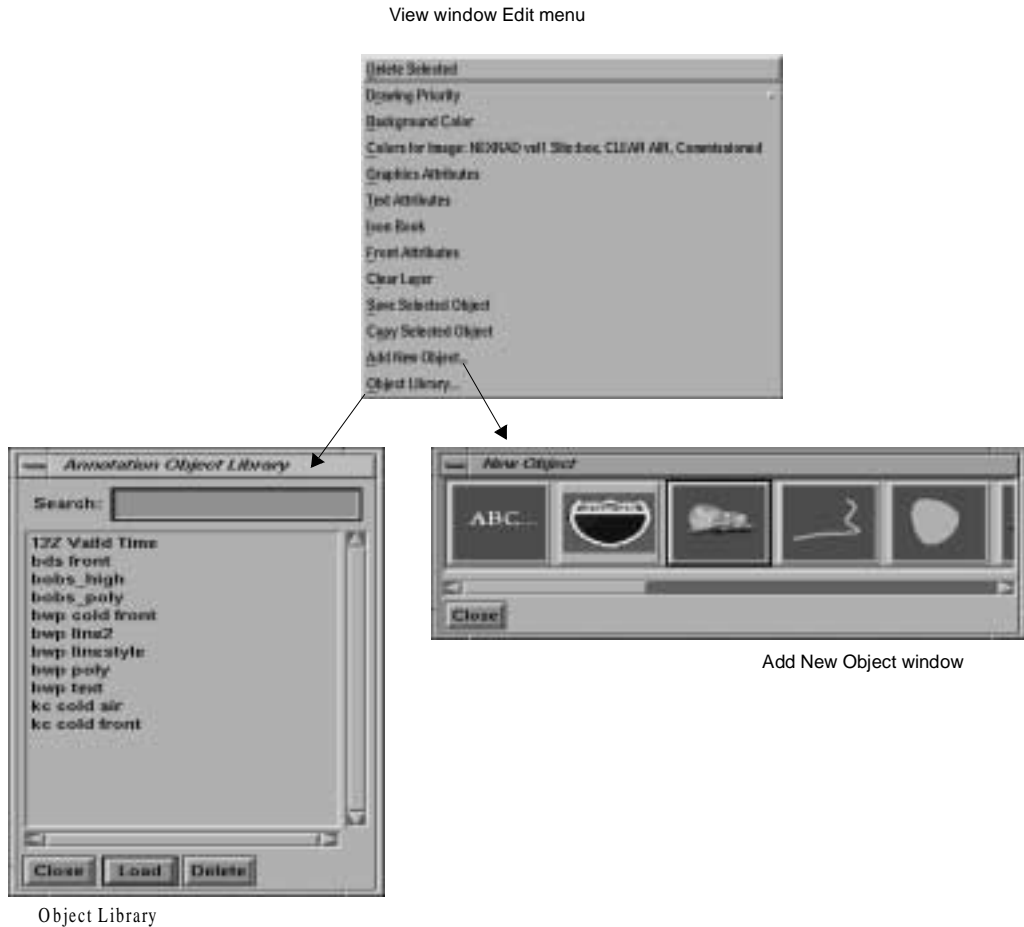 View window Edit menu
Delete Selected
Drawing Priority
Background Color
Colors for Image: NEXRAD vol1 Site:box, CLEAR AIR, Commissioned
Graphics Attributes
Text Attributes
Icon Book
Front Attributes
Clear Layer
Save Selected Object
Copy Selected Object
Add New Object...
Object Library...
Annotation Object Library
Search:
12Z Valid Time
bds front
bobs_high
bobs_poly
bwp cold front
bwp line2
bwp linestyle
bwp poly
bwp text
kc cold air
kc cold front
Close Load Delete
Object Library
New Object
ABC...
Close
Add New Object window